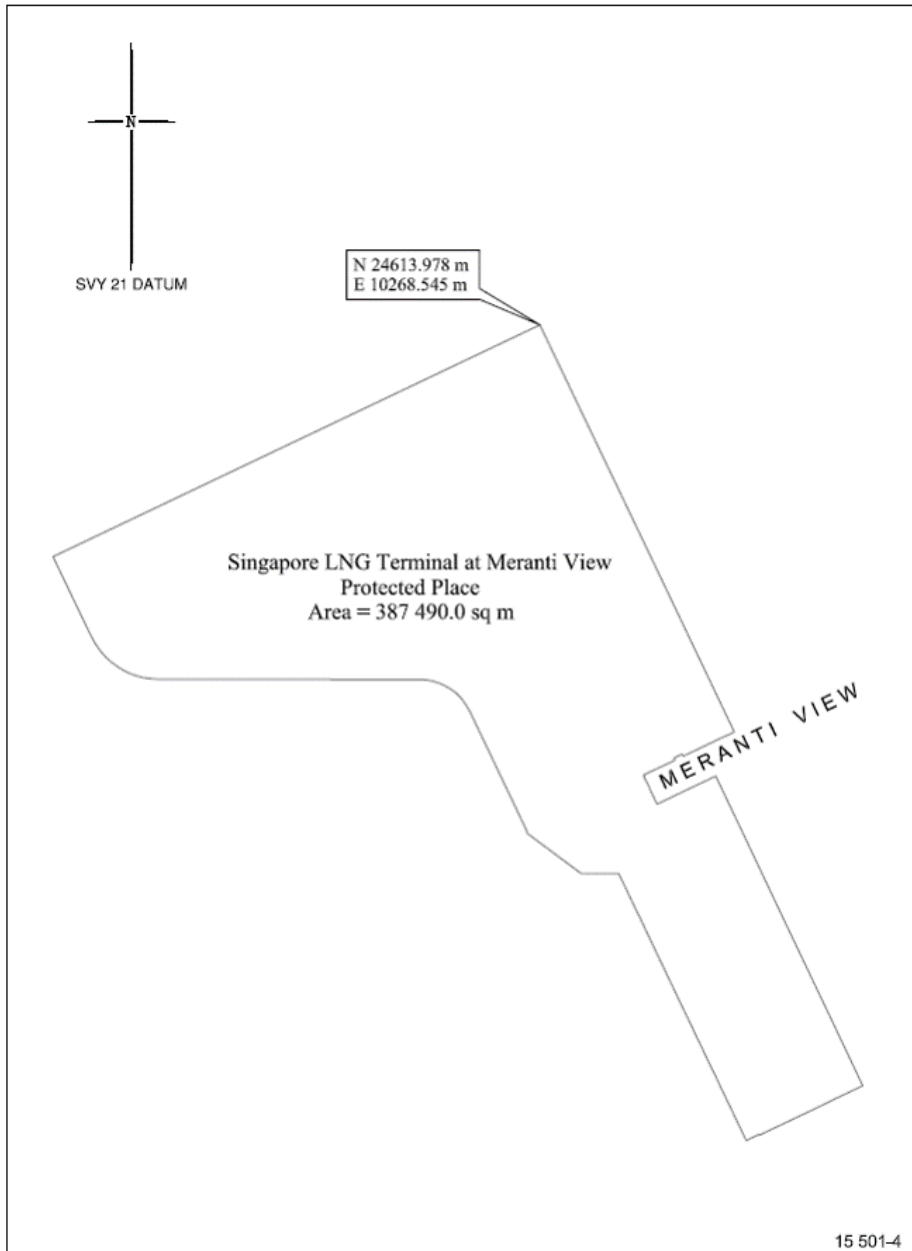 N
SVY 21 DATUM
N 24613.978 m
E 10268.545 m
Singapore LNG Terminal at Meranti View
Protected Place
Area = 387 490.0 sq m
MERANTI VIEW
15 501-4